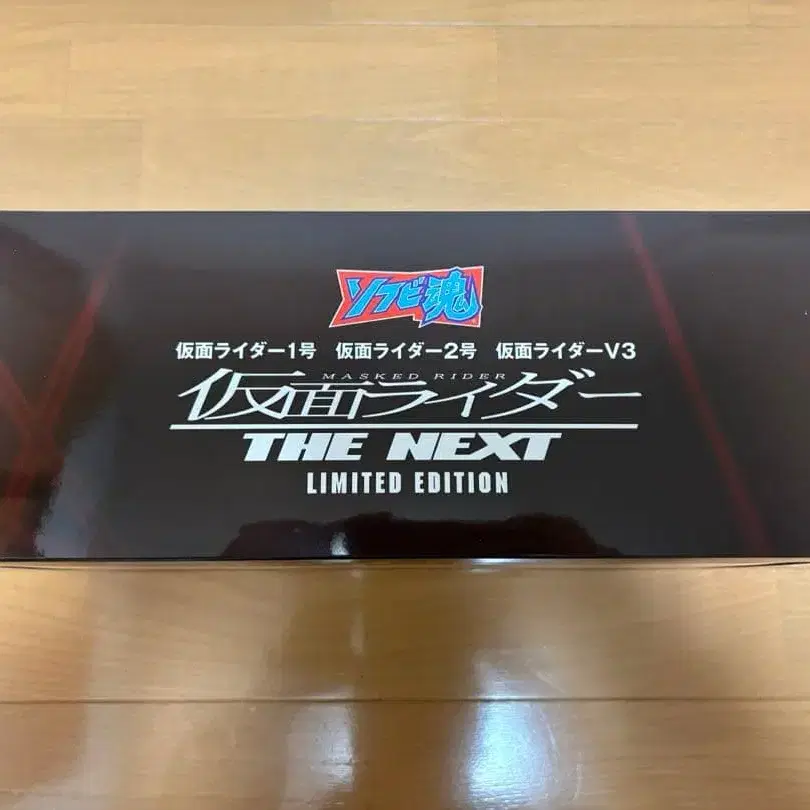 ソフビ魂
仮面ライダー1号 仮面ライダー2号 仮面ライダーV3
MASKED RIDER
仮面ライダー
THE NEXT
LIMITED EDITION